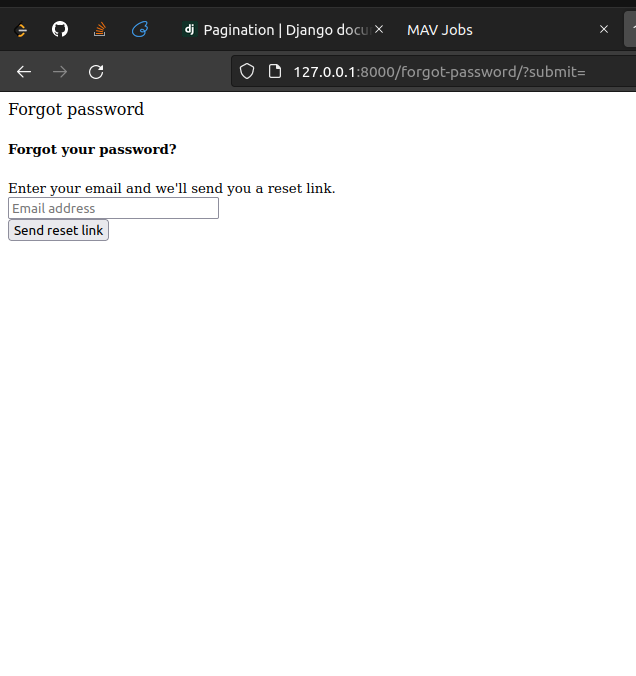 Pagination | Django docu
MAV Jobs
127.0.0.1:8000/forgot-password/?submit=
Forgot password
Forgot your password?
Enter your email and we'll send you a reset link.
Email address
Send reset link